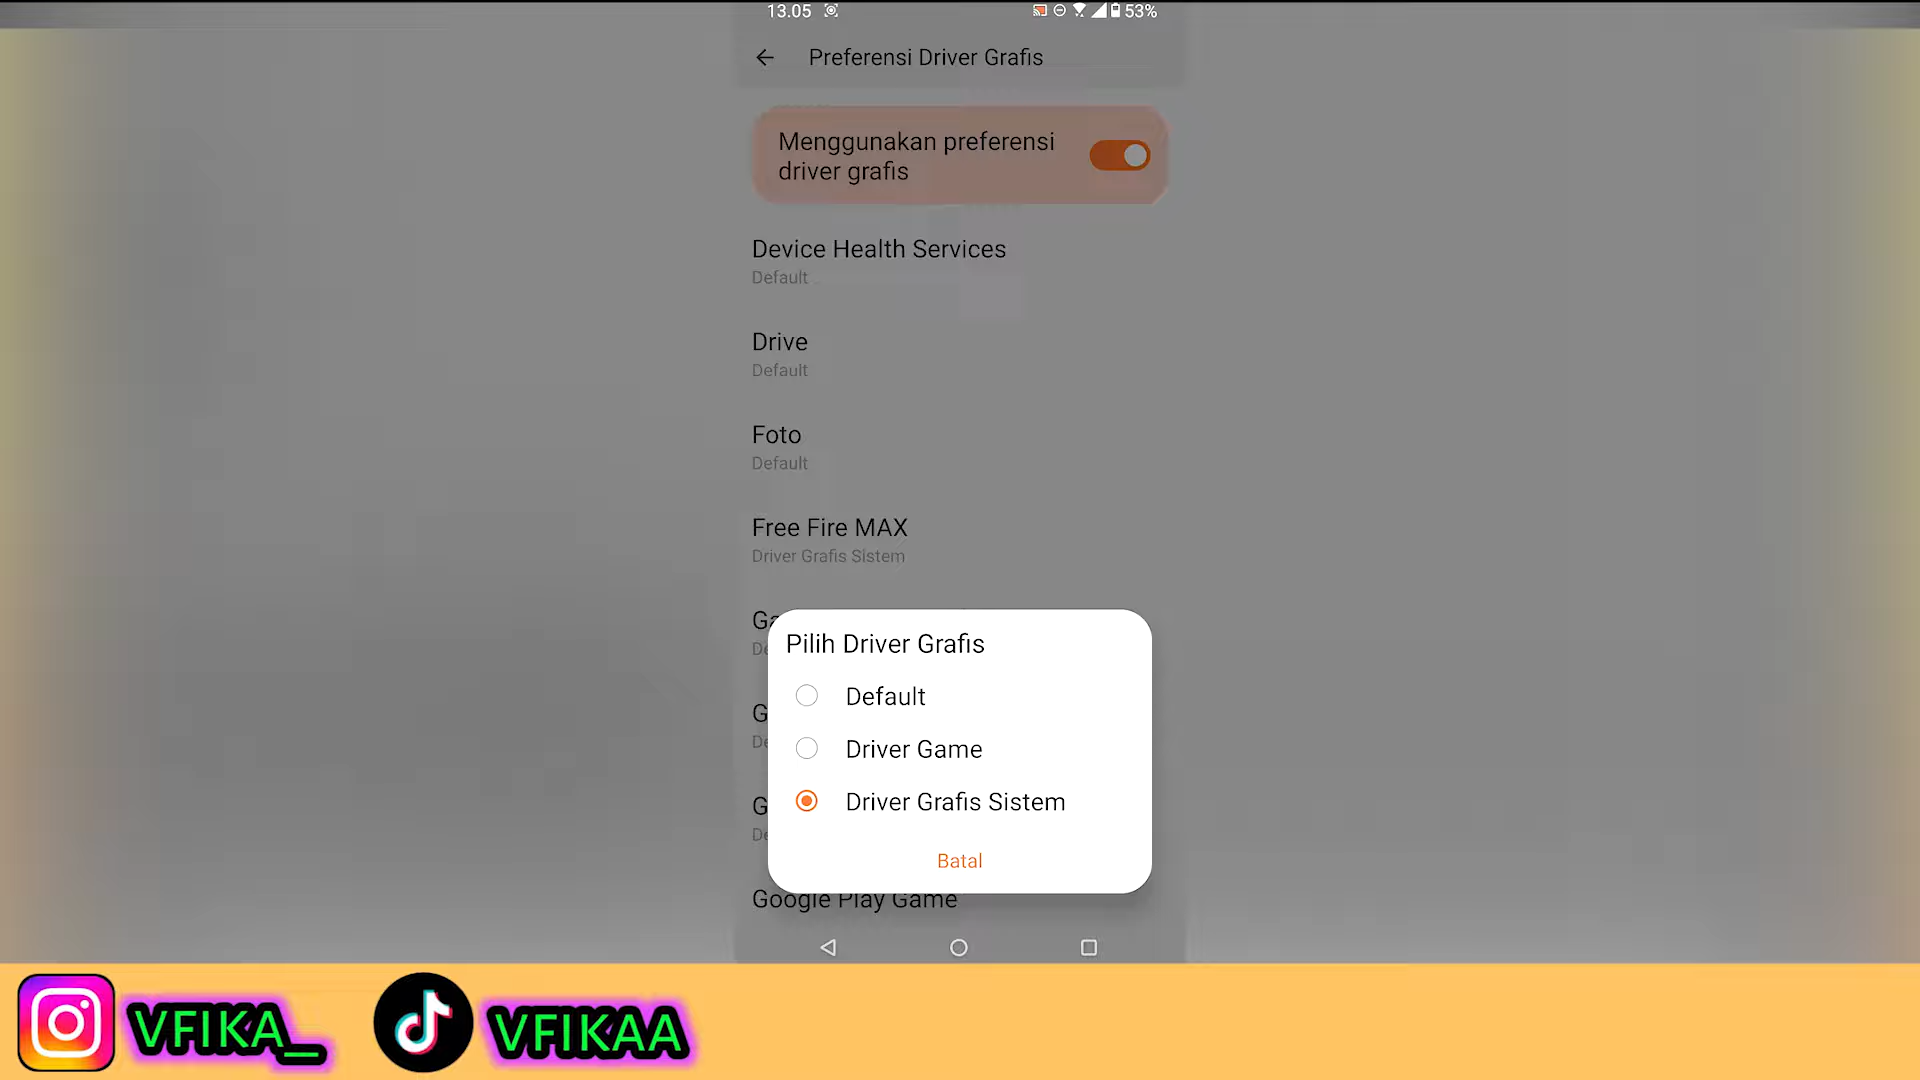 13.05 53%
Preferensi Driver Grafis
Menggunakan preferensi
driver grafis
Device Health Services
Default
Drive
Default
Foto
Default
Free Fire MAX
Driver Grafis Sistem
Pilih Driver Grafis
Default
Driver Game
Driver Grafis Sistem
Batal
Google Play Game
VFIKA_ VFIKAA